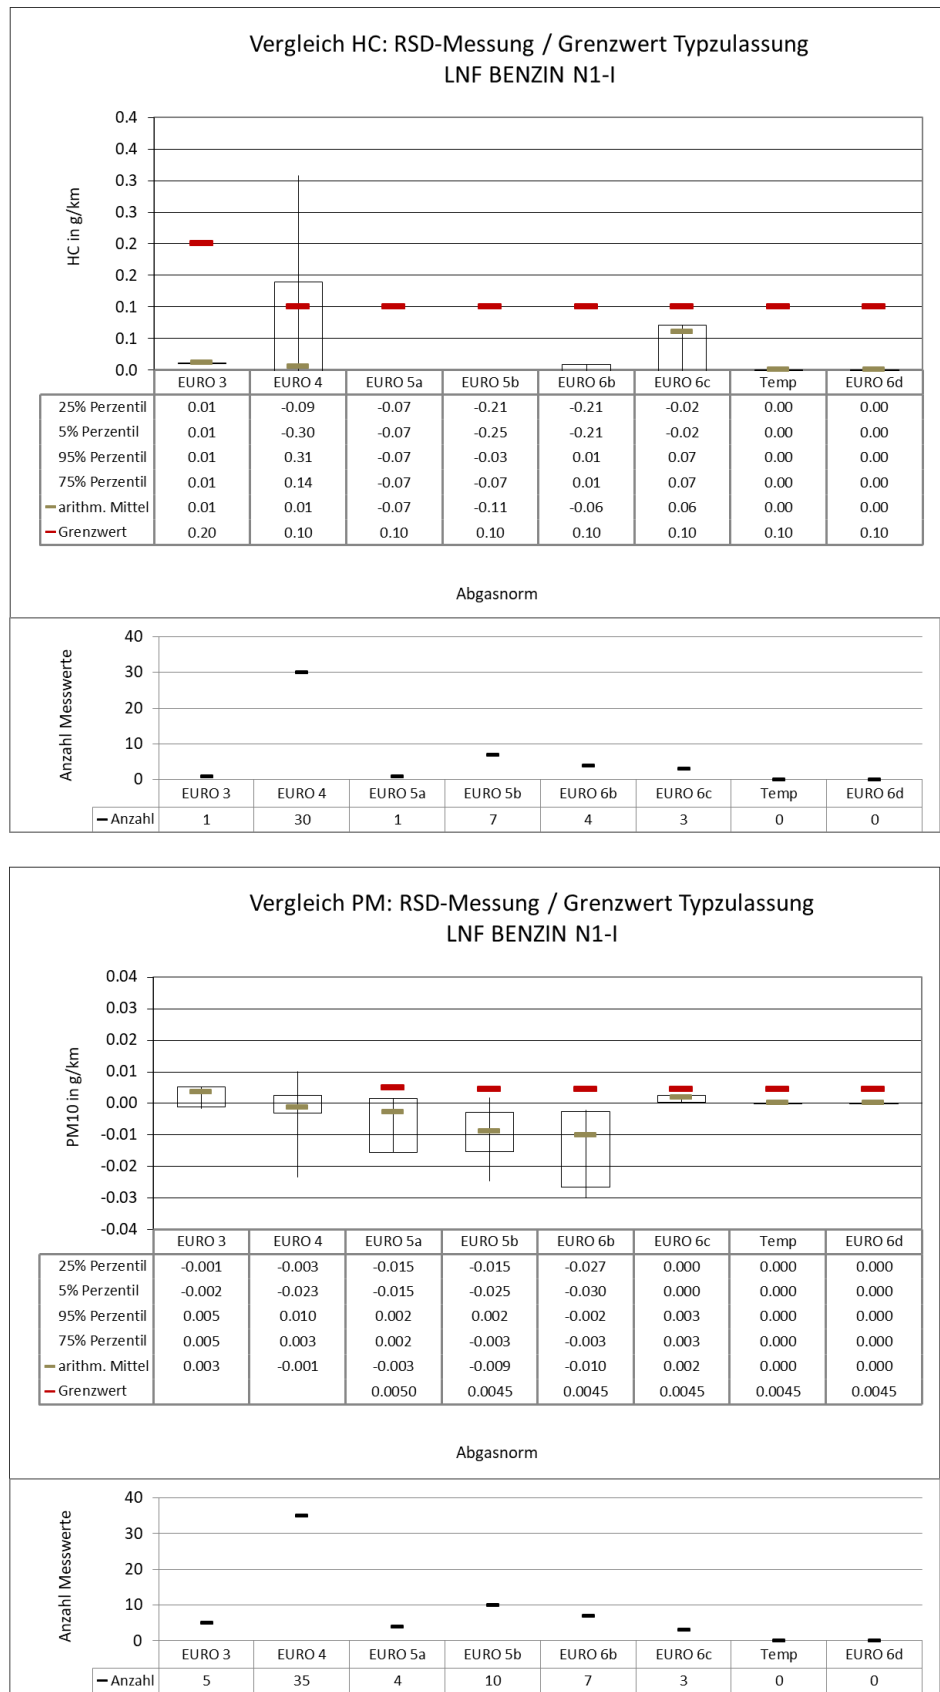 Vergleich HC: RSD-Messung / Grenzwert Typzulassung
LNF BENZIN N1-I
HC in g/km
0.4
0.4
0.3
0.3
0.2
0.2
0.1
0.1
0.0
EURO 3 EURO 4 EURO 5a EURO 5b EURO 6b EURO 6c Temp EURO 6d
25% Perzentil 0.01 -0.09 -0.07 -0.21 -0.21 -0.02 0.00 0.00
5% Perzentil 0.01 -0.30 -0.07 -0.25 -0.21 -0.02 0.00 0.00
95% Perzentil 0.01 0.31 -0.07 -0.03 0.01 0.07 0.00 0.00
75% Perzentil 0.01 0.14 -0.07 -0.07 0.01 0.07 0.00 0.00
arithm. Mittel 0.01 0.01 -0.07 -0.11 -0.06 0.06 0.00 0.00
Grenzwert 0.20 0.10 0.10 0.10 0.10 0.10 0.10 0.10
Abgasnorm
Anzahl Messwerte
40
30
20
10
0
EURO 3 EURO 4 EURO 5a EURO 5b EURO 6b EURO 6c Temp EURO 6d
Anzahl 1 30 1 7 4 3 0 0
Vergleich PM: RSD-Messung / Grenzwert Typzulassung
LNF BENZIN N1-I
PM10 in g/km
0.04
0.03
0.02
0.01
0.00
-0.01
-0.02
-0.03
-0.04
EURO 3 EURO 4 EURO 5a EURO 5b EURO 6b EURO 6c Temp EURO 6d
25% Perzentil -0.001 -0.003 -0.015 -0.015 -0.027 0.000 0.000 0.000
5% Perzentil -0.002 -0.023 -0.015 -0.025 -0.030 0.000 0.000 0.000
95% Perzentil 0.005 0.010 0.002 0.002 -0.002 0.003 0.000 0.000
75% Perzentil 0.005 0.003 0.002 -0.003 -0.003 0.003 0.000 0.000
arithm. Mittel 0.003 -0.001 -0.003 -0.009 -0.010 0.002 0.000 0.000
Grenzwert 0.0050 0.0045 0.0045 0.0045 0.0045 0.0045
Abgasnorm
Anzahl Messwerte
40
30
20
10
0
EURO 3 EURO 4 EURO 5a EURO 5b EURO 6b EURO 6c Temp EURO 6d
Anzahl 5 35 4 10 7 3 0 0